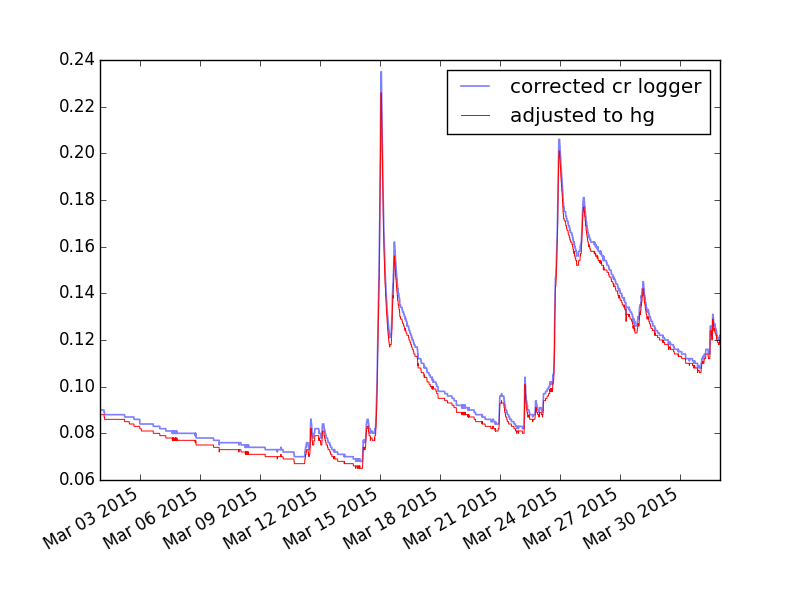 0.24
0.22
0.20
0.18
0.16
0.14
0.12
0.10
0.08
0.06
corrected cr logger
adjusted to hg
Mar 03 2015
Mar 06 2015
Mar 09 2015
Mar 12 2015
Mar 15 2015
Mar 18 2015
Mar 21 2015
Mar 24 2015
Mar 27 2015
Mar 30 2015